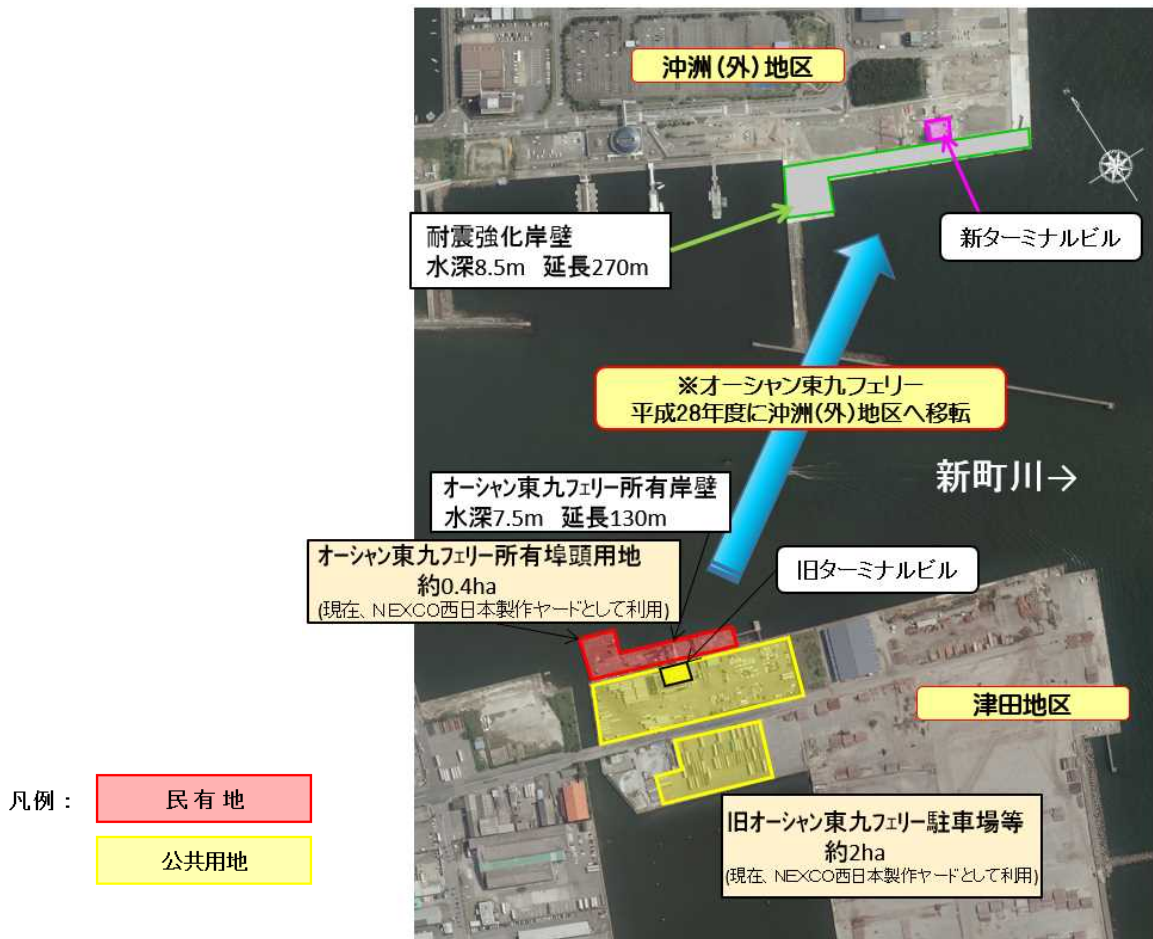 沖洲(外)地区
耐震強化岸壁
水深8.5m 延長270m
新ターミナルビル
※オーシャン東九フェリー
平成28年度に沖洲(外)地区へ移転
新町川→
オーシャン東九フェリー所有岸壁
水深7.5m 延長130m
オーシャン東九フェリー所有埠頭用地
約0.4ha
(現在、NEXCO西日本製作ヤードとして利用)
旧ターミナルビル
津田地区
凡例：
民有地
公共用地
旧オーシャン東九フェリー駐車場等
約2ha
(現在、NEXCO西日本製作ヤードとして利用)